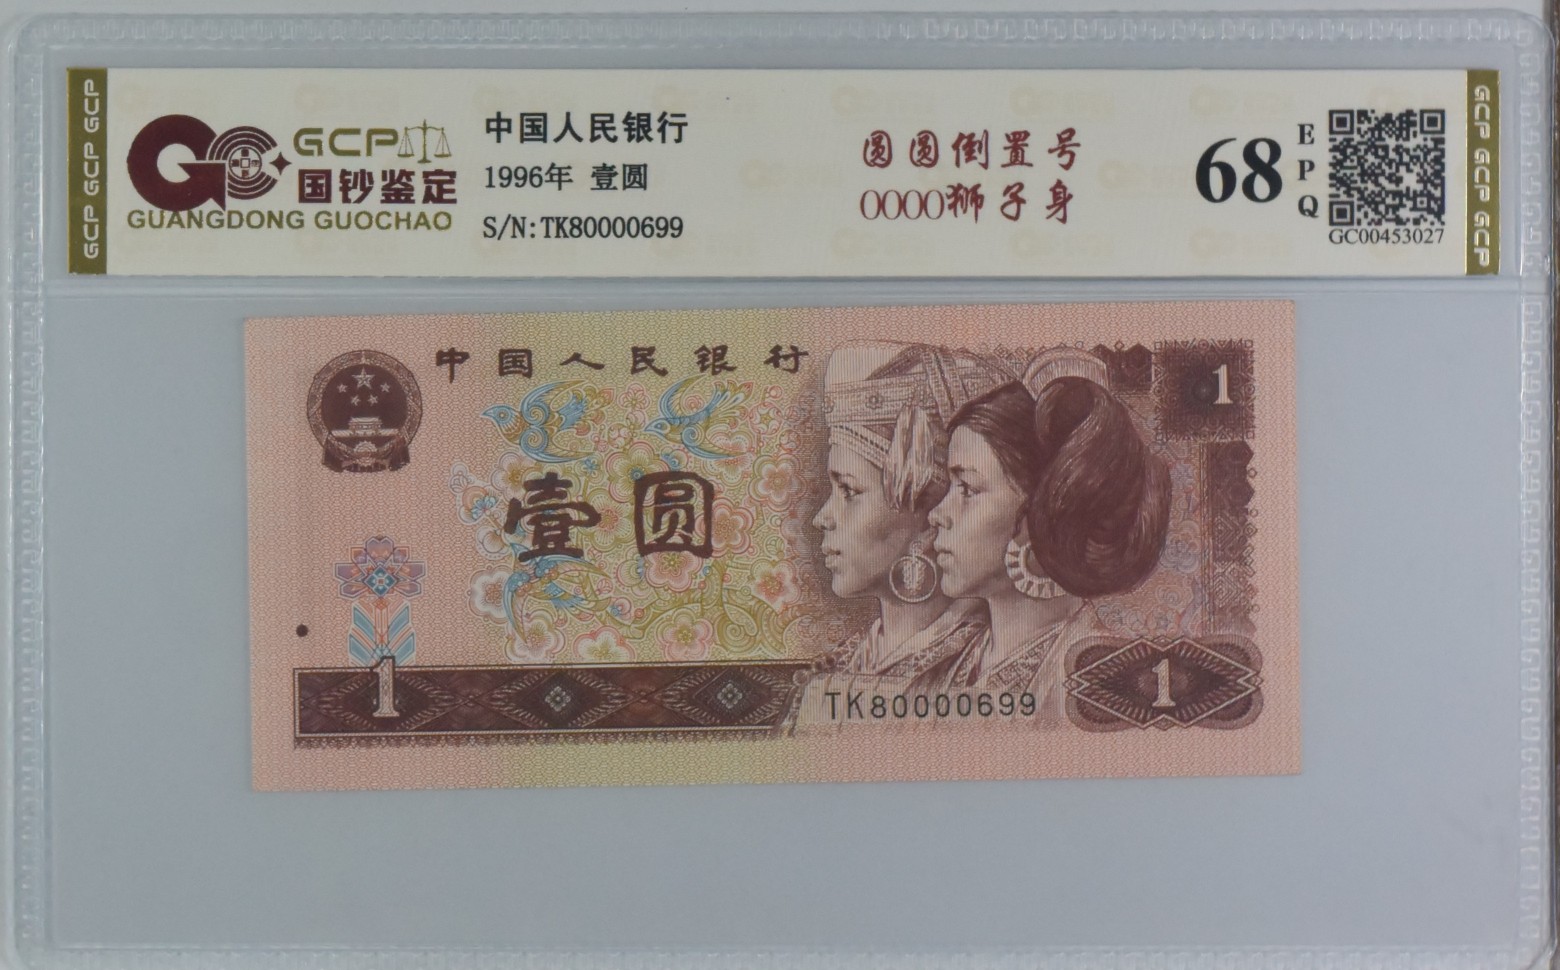 GCP GCP GCP
GCP
国钞鉴定
GUANGDONG GUOCHAO
中国人民银行
1996年 壹圆
S/N:TK80000699
圆圆倒置号
0000狮子身
68
EPQ
GC00453027
GCP GCP GCP
中国人民银行
1
壹圆
1
TK80000699
1